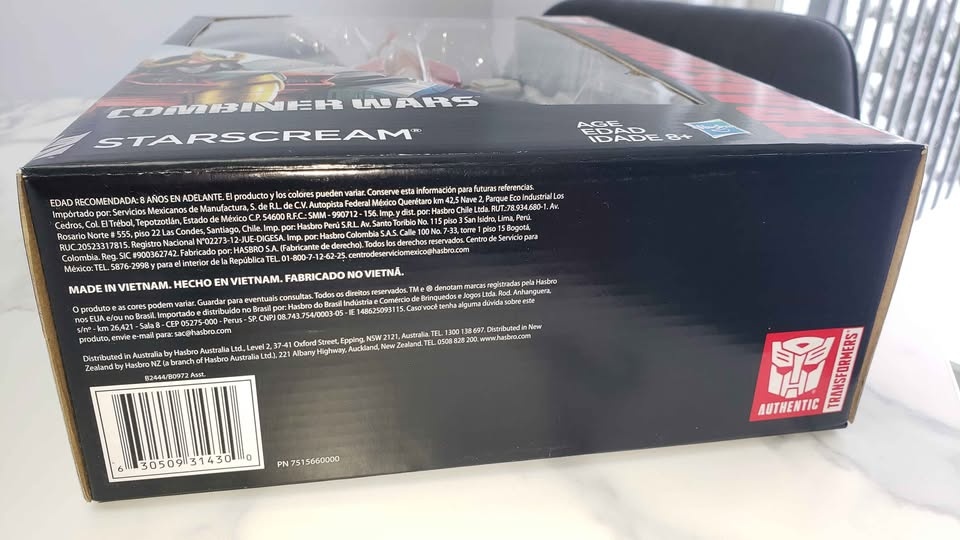 COMBINER WARS
STARSCREAM®
AGE
EDAD
IDADE 8+
Hasbro
EDAD RECOMENDADA: 8 AÑOS EN ADELANTE. El producto y los colores pueden variar. Conserve esta información para futuras referencias.
Impòrtado por: Servicios Mexicanos de Manufactura, S. de R.L. de C.V. Autopista Federal México Querétaro km 42,5 Nave 2, Parque Eco Industrial Los
Cedros, Col. El Trébol, Tepotzotlán, Estado de México C.P. 54600 R.F.C.: SMM - 990712 - 156. Imp. y dist. por: Hasbro Chile Ltda. RUT:78.934.680-1. Av.
Rosario Norte # 555, piso 22 Las Condes, Santiago, Chile. Imp. por: Hasbro Perú S.R.L. Av. Santo Toribio No. 115 piso 3 San Isidro, Lima, Perú.
RUC.20523317815. Registro Nacional N°02273-12-JUE-DIGESA. Imp. por: Hasbro Colombia S.A.S. Calle 100 No. 7-33, torre 1 piso 15 Bogotá,
Colombia. Reg. SIC #900362742. Fabricado por: HASBRO S.A. (Fabricante de derecho). Todos los derechos reservados. Centro de Servicio para
México: TEL. 5876-2998 y para el interior de la República TEL. 01-800-7-12-62-25. centrodeserviciomexico@hasbro.com
MADE IN VIETNAM. HECHO EN VIETNAM. FABRICADO NO VIETNÃ.
O produto e as cores podem variar. Guardar para eventuais consultas. Todos os direitos reservados. TM e ® denotam marcas registradas pela Hasbro
nos EUA e/ou no Brasil. Importado e distribuído no Brasil por: Hasbro do Brasil Indústria e Comércio de Brinquedos e Jogos Ltda. Rod. Anhanguera,
s/nº - km 26,421 - Sala 8 - CEP 05275-000 - Perus - SP. CNPJ 08.743.754/0003-05 - IE 148625093115. Caso você tenha alguma dúvida sobre este
produto, envie e-mail para: sac@hasbro.com
Distributed in Australia by Hasbro Australia Ltd., Level 2, 37-41 Oxford Street, Epping, NSW 2121, Australia. TEL. 1300 138 697. Distributed in New
Zealand by Hasbro NZ (a branch of Hasbro Australia Ltd.), 221 Albany Highway, Auckland, New Zealand. TEL. 0508 828 200. www.hasbro.com
B2444/B0972 Asst.
6 30509 31430 0
PN 7515660000
AUTHENTIC
TRANSFORMERS